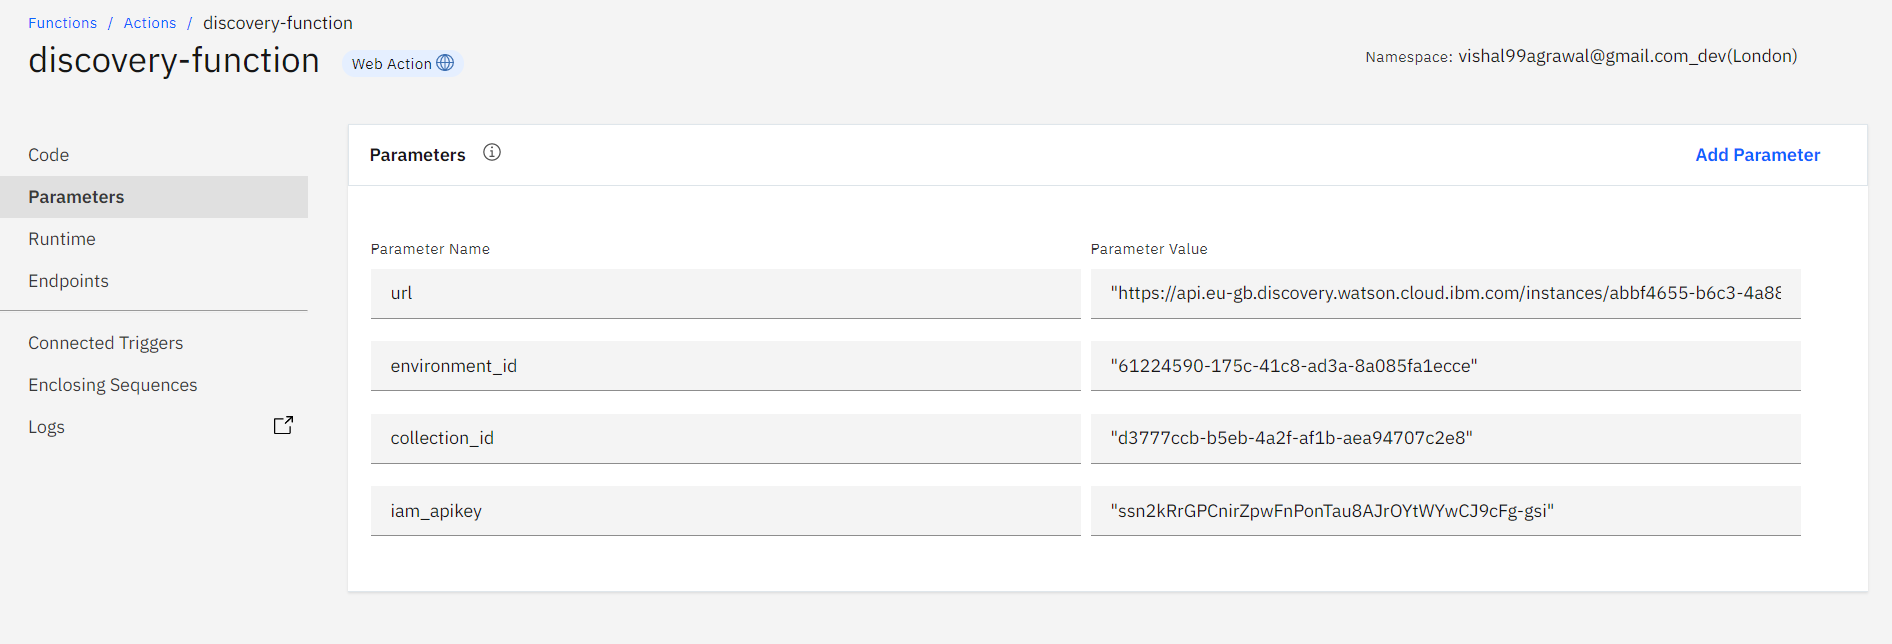 Functions / Actions / discovery-function
discovery-function Web Action
Namespace: vishal99agrawal@gmail.com_dev(London)
Code
Parameters
Runtime
Endpoints
Connected Triggers
Enclosing Sequences
Logs
Parameters
Add Parameter
Parameter Name Parameter Value
url "https://api.eu-gb.discovery.watson.cloud.ibm.com/instances/abbf4655-b6c3-4a88
environment_id "61224590-175c-41c8-ad3a-8a085fa1ecce"
collection_id "d3777ccb-b5eb-4a2f-af1b-aea94707c2e8"
iam_apikey "ssn2kRrGPCnirZpwFnPonTau8AJrOYtWYwCJ9cFg-gsi"